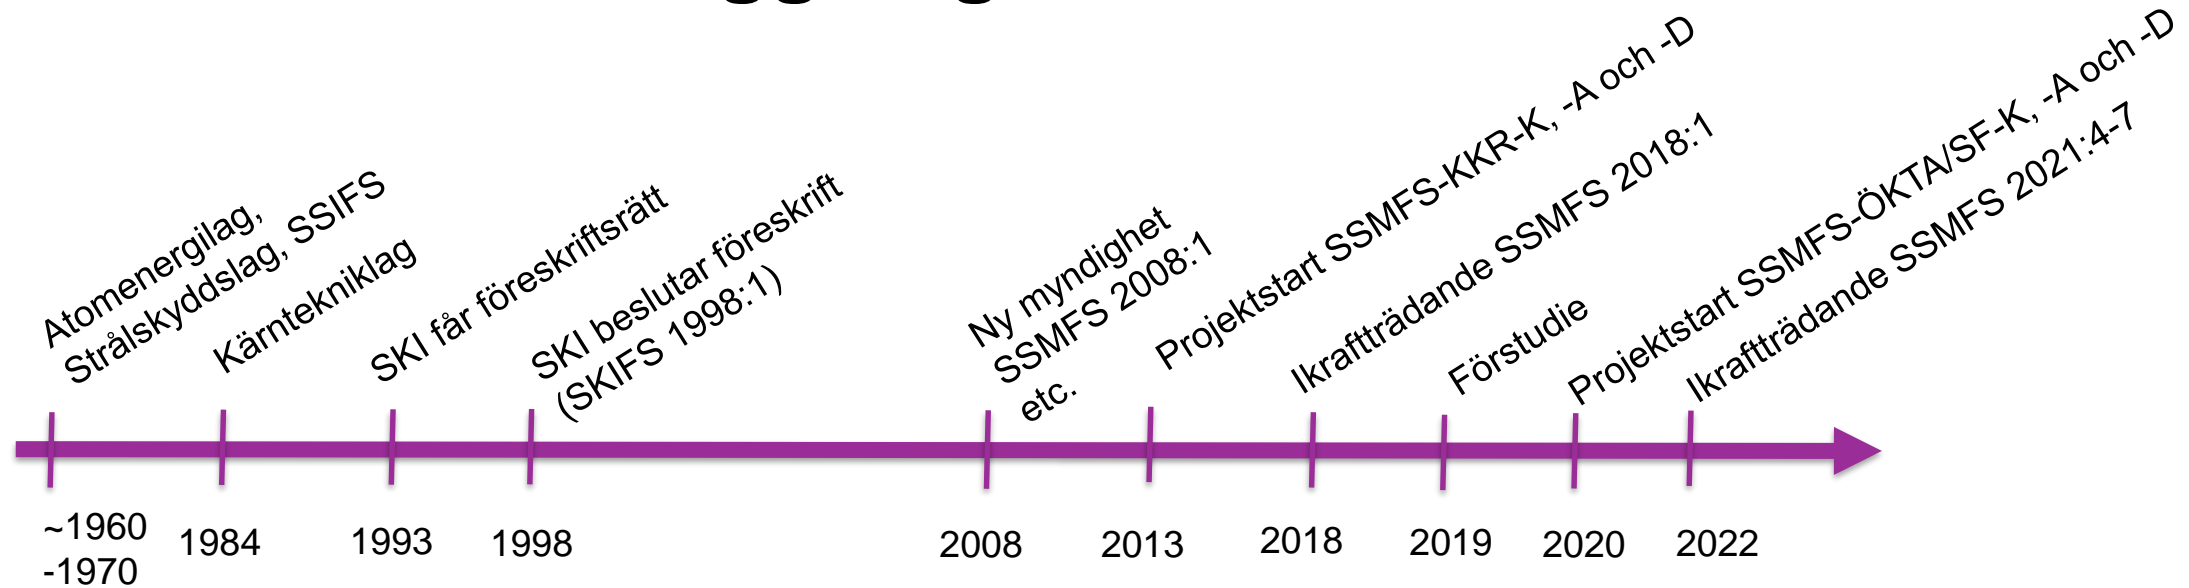 Atomenergilag,
Strålskyddslag, SSIFS
Kärntekniklag
SKI får föreskriftsrätt
SKI beslutar föreskrift
(SKIFS 1998:1)
Ny myndighet
SSMFS 2008:1
etc.
Projektstart SSMFS-KKR-K, -A och -D
Ikraftträdande SSMFS 2018:1
Förstudie
Projektstart SSMFS-ÖKTA/SF-K, -A och -D
Ikraftträdande SSMFS 2021:4-7
~1960
-1970
1984
1993
1998
2008
2013
2018
2019
2020
2022